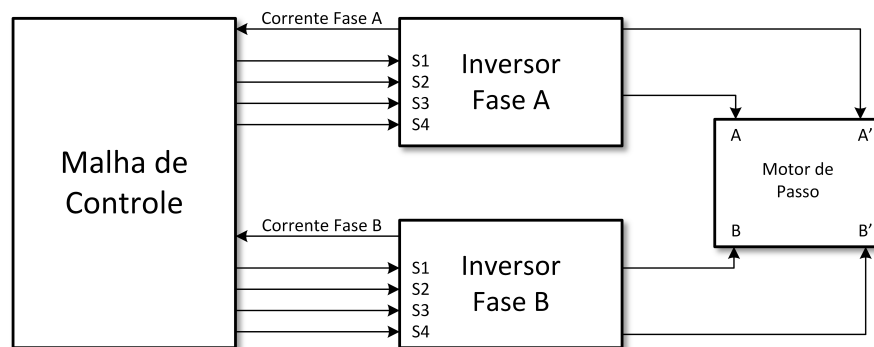 Corrente Fase A
S1
S2
S3
S4
Inversor
Fase A
A
A’
Motor de
Passo
B
B’
Malha de
Controle
Corrente Fase B
S1
S2
S3
S4
Inversor
Fase B